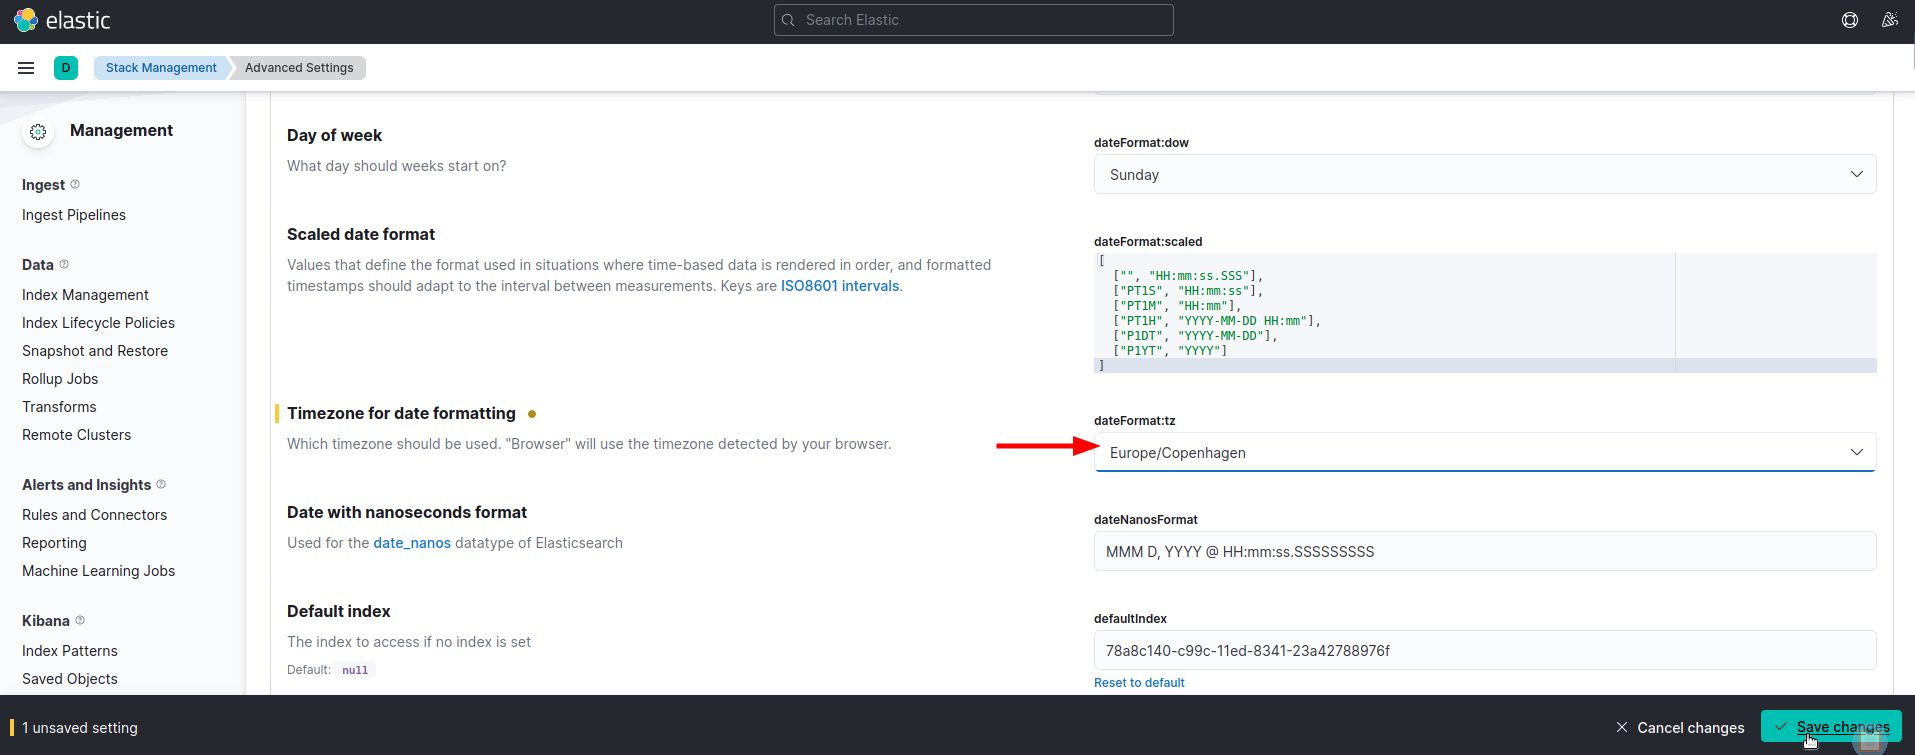 elastic
Search Elastic
D
Stack Management
Advanced Settings
Management
Ingest
Ingest Pipelines
Data
Index Management
Index Lifecycle Policies
Snapshot and Restore
Rollup Jobs
Transforms
Remote Clusters
Alerts and Insights
Rules and Connectors
Reporting
Machine Learning Jobs
Kibana
Index Patterns
Saved Objects
Day of week
What day should weeks start on?
dateFormat:dow
Sunday
Scaled date format
Values that define the format used in situations where time-based data is rendered in order, and formatted
timestamps should adapt to the interval between measurements. Keys are ISO8601 intervals.
dateFormat:scaled
[
["", "HH:mm:ss.SSS"],
["PT1S", "HH:mm:ss"],
["PT1M", "HH:mm"],
["PT1H", "YYYY-MM-DD HH:mm"],
["P1DT", "YYYY-MM-DD"],
["P1YT", "YYYY"]
]
Timezone for date formatting
Which timezone should be used. "Browser" will use the timezone detected by your browser.
dateFormat:tz
Europe/Copenhagen
Date with nanoseconds format
Used for the date_nanos datatype of Elasticsearch
dateNanosFormat
MMM D, YYYY @ HH:mm:ss.SSSSSSSSS
Default index
The index to access if no index is set
Default: null
defaultIndex
78a8c140-c99c-11ed-8341-23a42788976f
Reset to default
1 unsaved setting
Cancel changes
Save changes